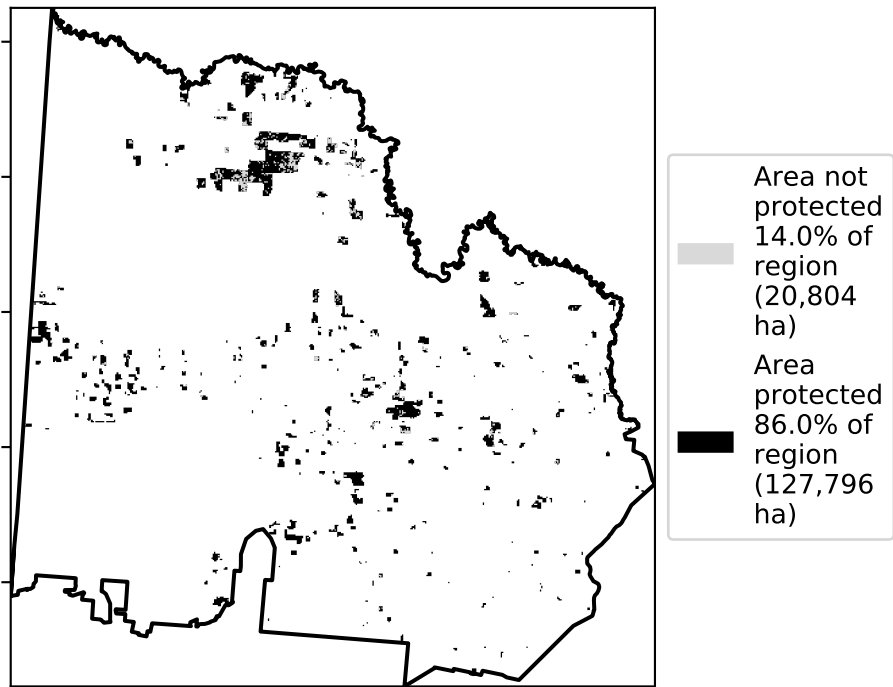 Area not
protected
14.0% of
region
(20,804
ha)
Area
protected
86.0% of
region
(127,796
ha)